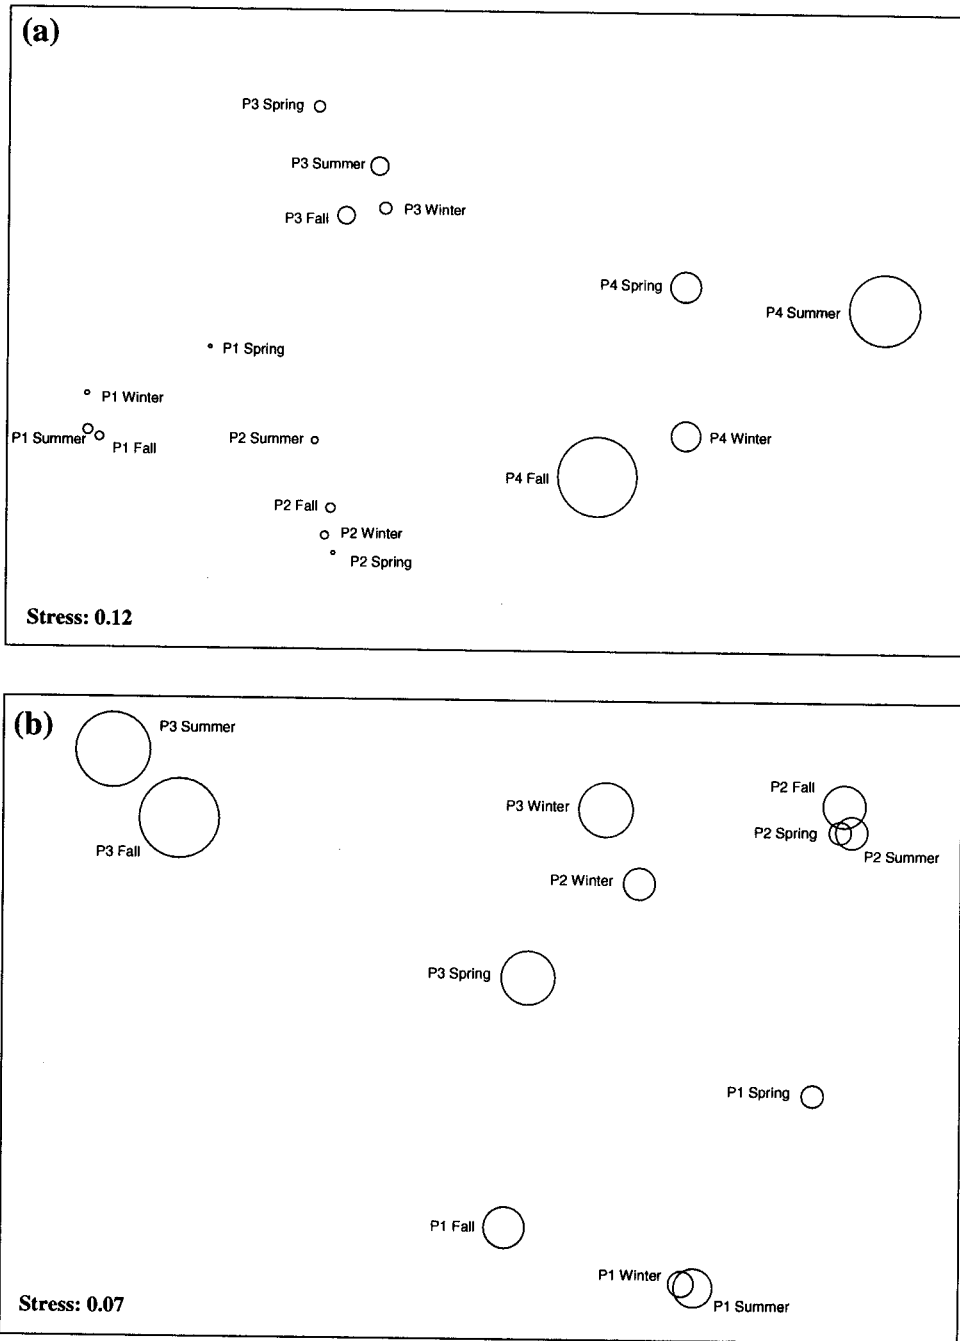 (a)
P3 Spring
P3 Summer
P3 Fall
P3 Winter
P4 Spring
P4 Summer
P1 Spring
P1 Winter
P1 Summer
P1 Fall
P2 Summer
P4 Winter
P4 Fall
P2 Fall
P2 Winter
P2 Spring
Stress: 0.12
(b)
P3 Summer
P3 Fall
P3 Winter
P2 Fall
P2 Spring
P2 Summer
P2 Winter
P3 Spring
P1 Spring
P1 Fall
P1 Winter
P1 Summer
Stress: 0.07